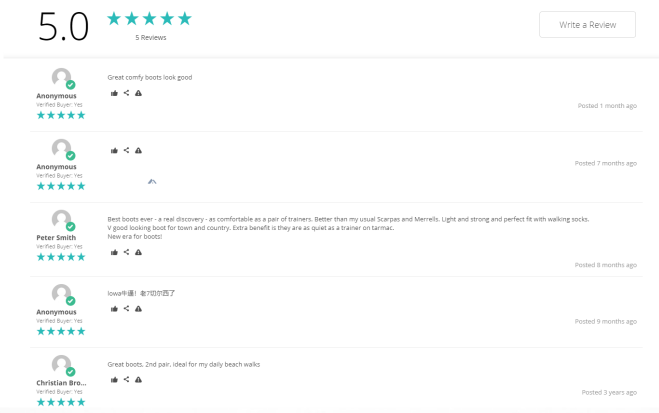 5.0
5 Reviews
Write a Review
Great comfy boots look good
Anonymous
Verified Buyer: Yes
Posted 1 month ago
Anonymous
Verified Buyer: Yes
Posted 7 months ago
Best boots ever - a real discovery - as comfortable as a pair of trainers. Better than my usual Scarpas and Merrells. Light and strong and perfect fit with walking socks.
V good looking boot for town and country. Extra benefit is they are as quiet as a trainer on tarmac.
New era for boots!
Peter Smith
Verified Buyer: Yes
Posted 8 months ago
lowa牛逼！老7切尔西了
Anonymous
Verified Buyer: Yes
Posted 9 months ago
Great boots. 2nd pair. ideal for my daily beach walks
Christian Bro...
Verified Buyer: Yes
Posted 3 years ago